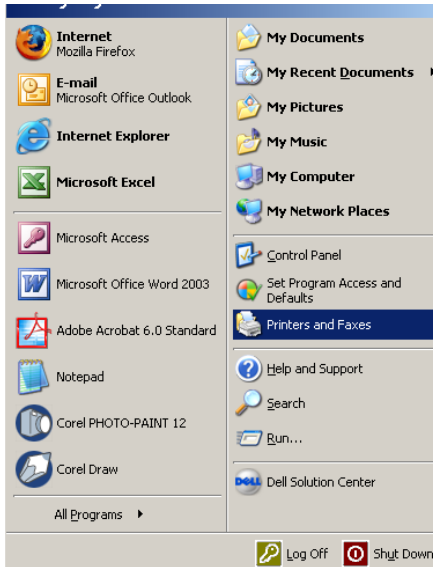 Internet
Mozilla Firefox
E-mail
Microsoft Office Outlook
Internet Explorer
Microsoft Excel
Microsoft Access
Microsoft Office Word 2003
Adobe Acrobat 6.0 Standard
Notepad
Corel PHOTO-PAINT 12
Corel Draw
All Programs
My Documents
My Recent Documents
My Pictures
My Music
My Computer
My Network Places
Control Panel
Set Program Access and
Defaults
Printers and Faxes
Help and Support
Search
Run...
DELL Dell Solution Center
Log Off Shut Down